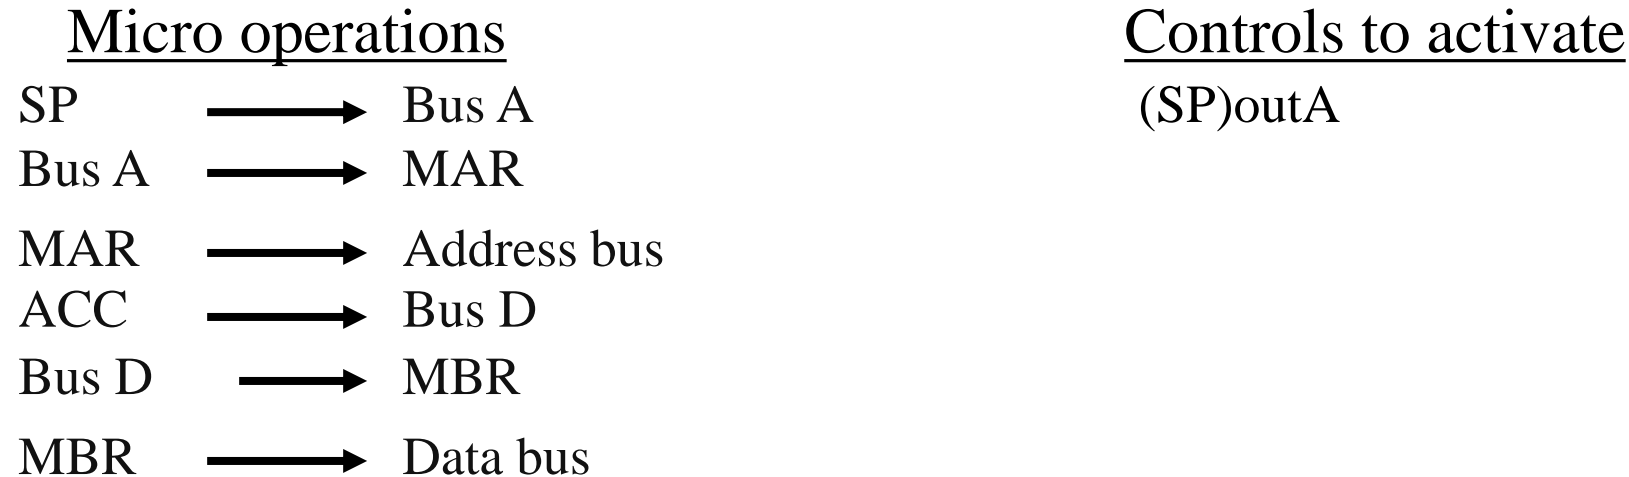 Micro operations Controls to activate
SP Bus A (SP)outA
Bus A MAR
MAR Address bus
ACC Bus D
Bus D MBR
MBR Data bus